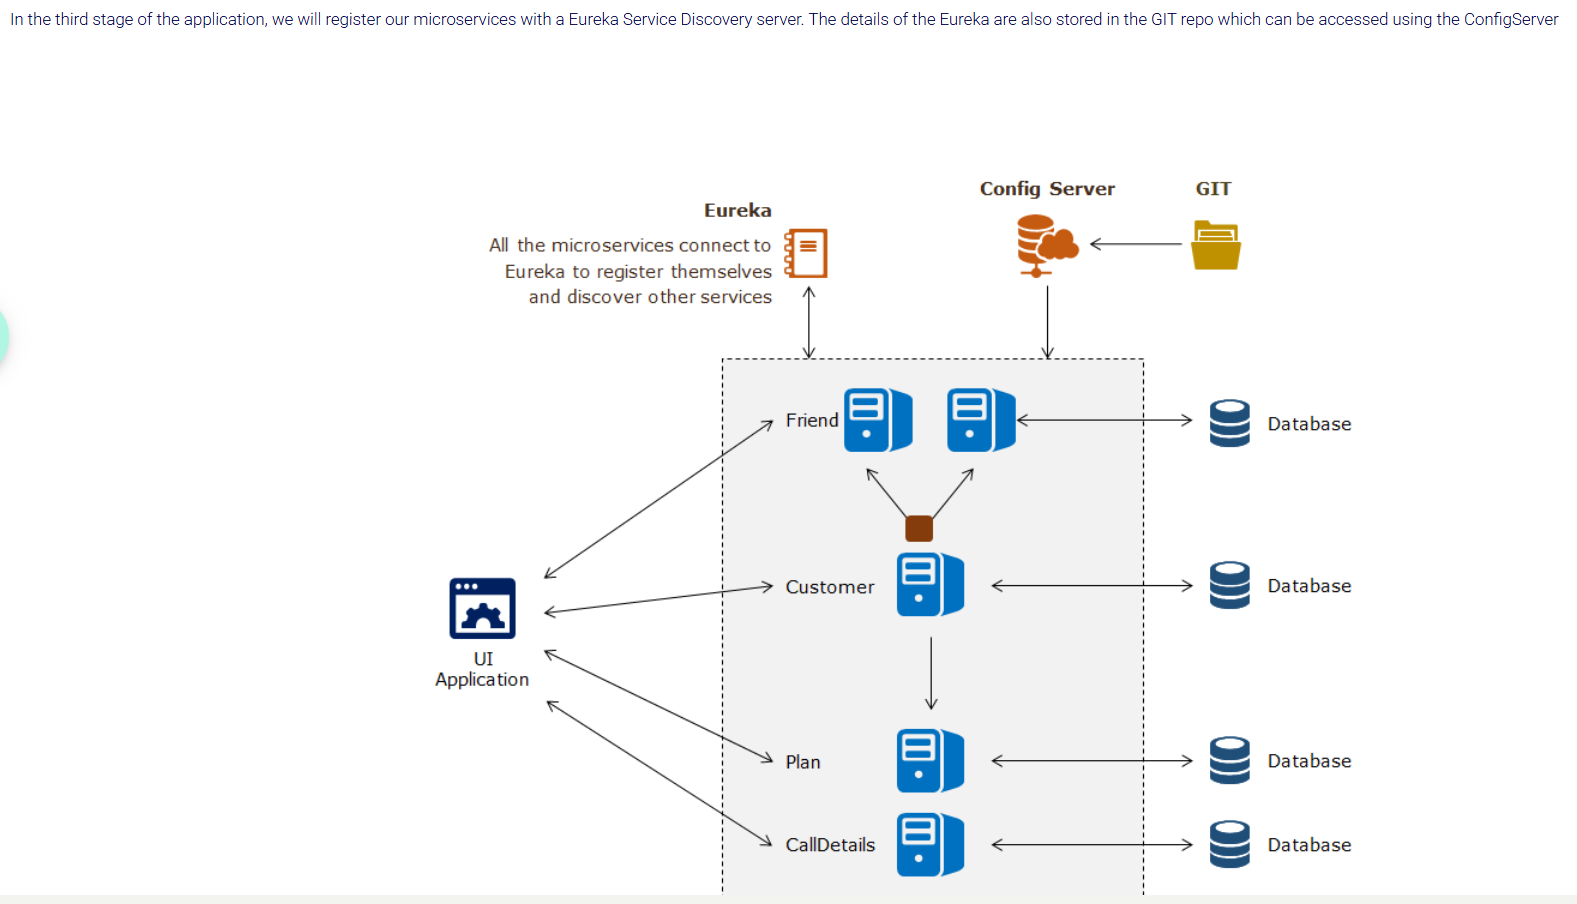 In the third stage of the application, we will register our microservices with a Eureka Service Discovery server. The details of the Eureka are also stored in the GIT repo which can be accessed using the ConfigServer
Config Server
GIT
Eureka
All the microservices connect to
Eureka to register themselves
and discover other services
Friend
Database
Customer
Database
UI
Application
Plan
Database
CallDetails
Database